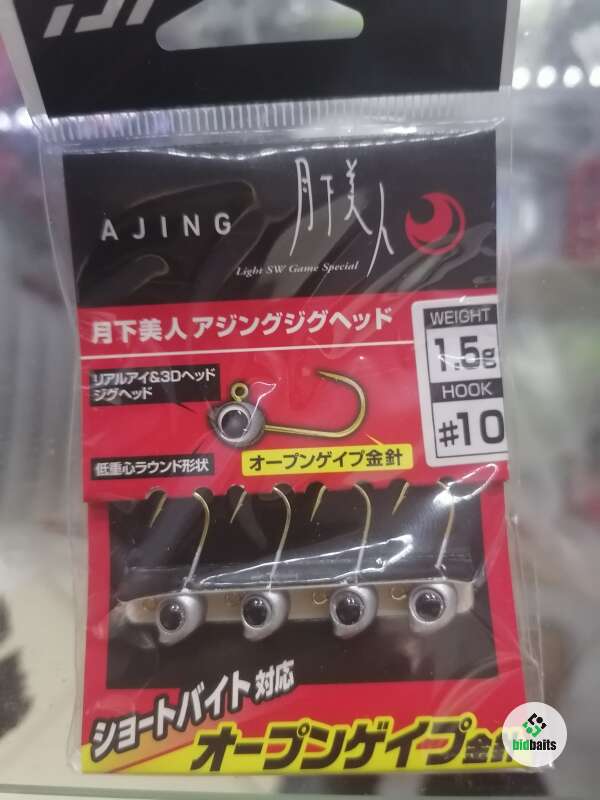 AJING
月下美人
Light SW Game Special
月下美人アジングジグヘッド
WEIGHT
1.5g
HOOK
#10
リアルアイ&3Dヘッド
ジグヘッド
低重心ラウンド形状
オープンゲイプ金針
ショートバイト対応
オープンゲイプ金針
bidbaits